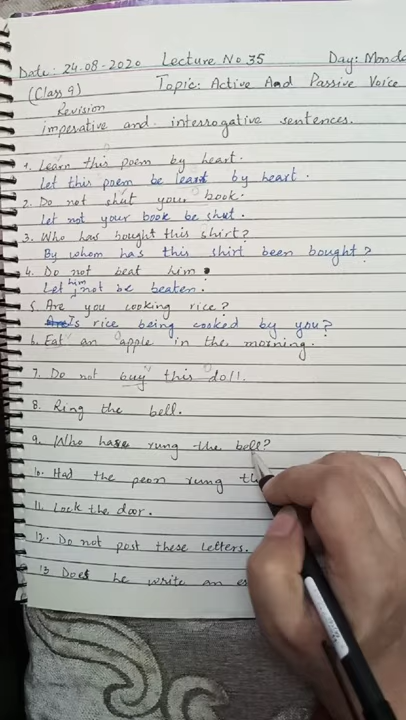 Date: 24.08-2020 Lecture No 35 Day: Monda
(Class 9) Topic: Active And Passive Voice
Revision
imperative and interrogative sentences.
1. Learn this poem by heart.
Let this poem be learnt by heart.
2. Do not shut your book.
Let not your book be shut.
3. Who has bought this shirt?
By whom has this shirt been bought?
4. Do not beat him.
Let him not be beaten.
5. Are you cooking rice?
Is rice being cooked by you?
6. Eat an apple in the morning.
7. Do not buy this doll.
8. Ring the bell.
9. Who has rung the bell?
10. Had the peon rung th
11. Lock the door.
12. Do not post these letters.
13 Does he write an es